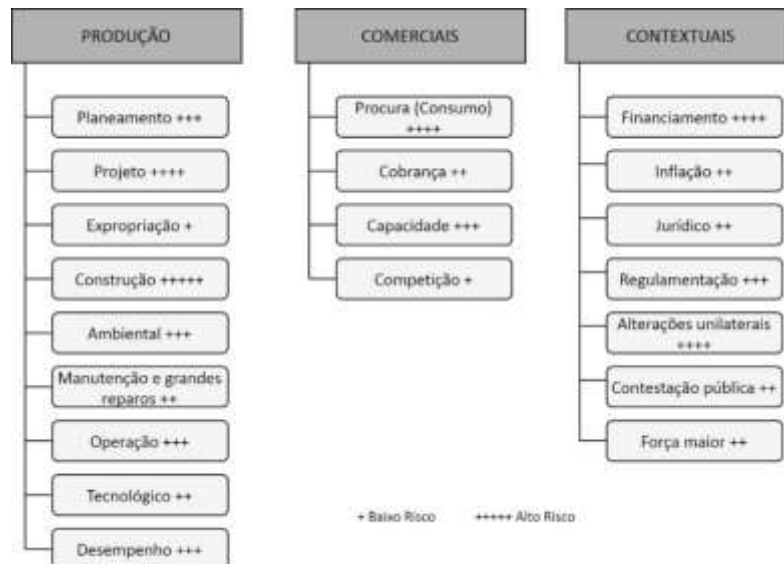 PRODUÇÃO
Planeamento +++
Projeto ++++
Expropriação +
Construção +++++
Ambiental +++
Manutenção e grandes
reparos ++
Operação +++
Tecnológico ++
Desempenho +++
COMERCIAIS
Procura (Consumo)
++++
Cobrança ++
Capacidade +++
Competição +
CONTEXTUAIS
Financiamento ++++
Inflação ++
Jurídico ++
Regulamentação +++
Alterações unilaterais
++++
Contestação pública ++
Força maior ++
+ Baixo Risco +++++ Alto Risco